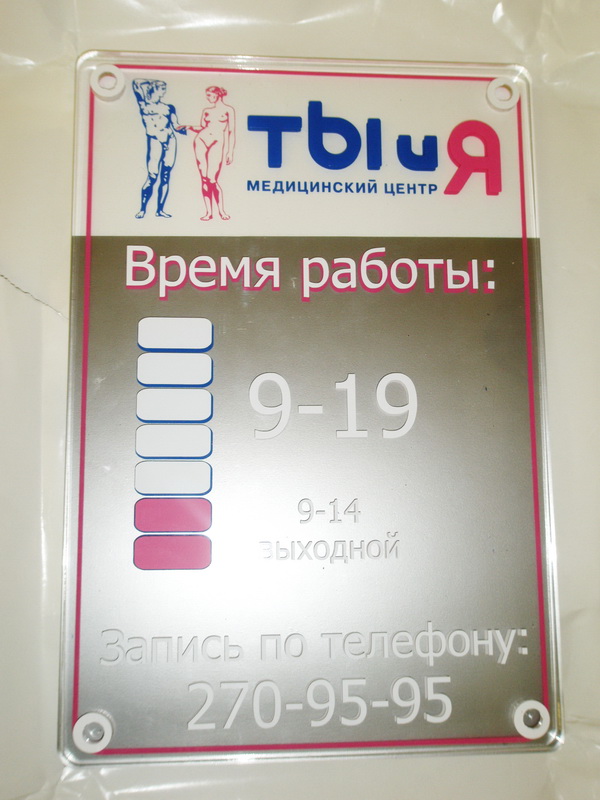 ты и Я
МЕДИЦИНСКИЙ ЦЕНТР
Время работы:
9-19
9-14
выходной
Запись по телефону:
270-95-95